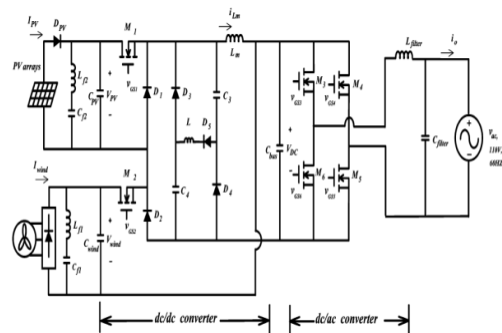 I_PV
D_PV
M_1
i_Lm
L_m
L_filter
i_o
PV arrays
L_f2
C_PV
V_PV
+
-
v_GS1
D_1
D_3
C_3
M_3
M_4
v_GS3
v_GS4
C_f2
L
D_5
C_bus
V_DC
+
-
C_filter
v_ac,
110V,
60HZ
+
-
I_wind
M_2
C_4
D_4
M_6
M_5
v_GS6
v_GS5
L_f1
C_wind
V_wind
+
-
v_GS2
D_2
C_f1
dc/dc converter
dc/ac converter